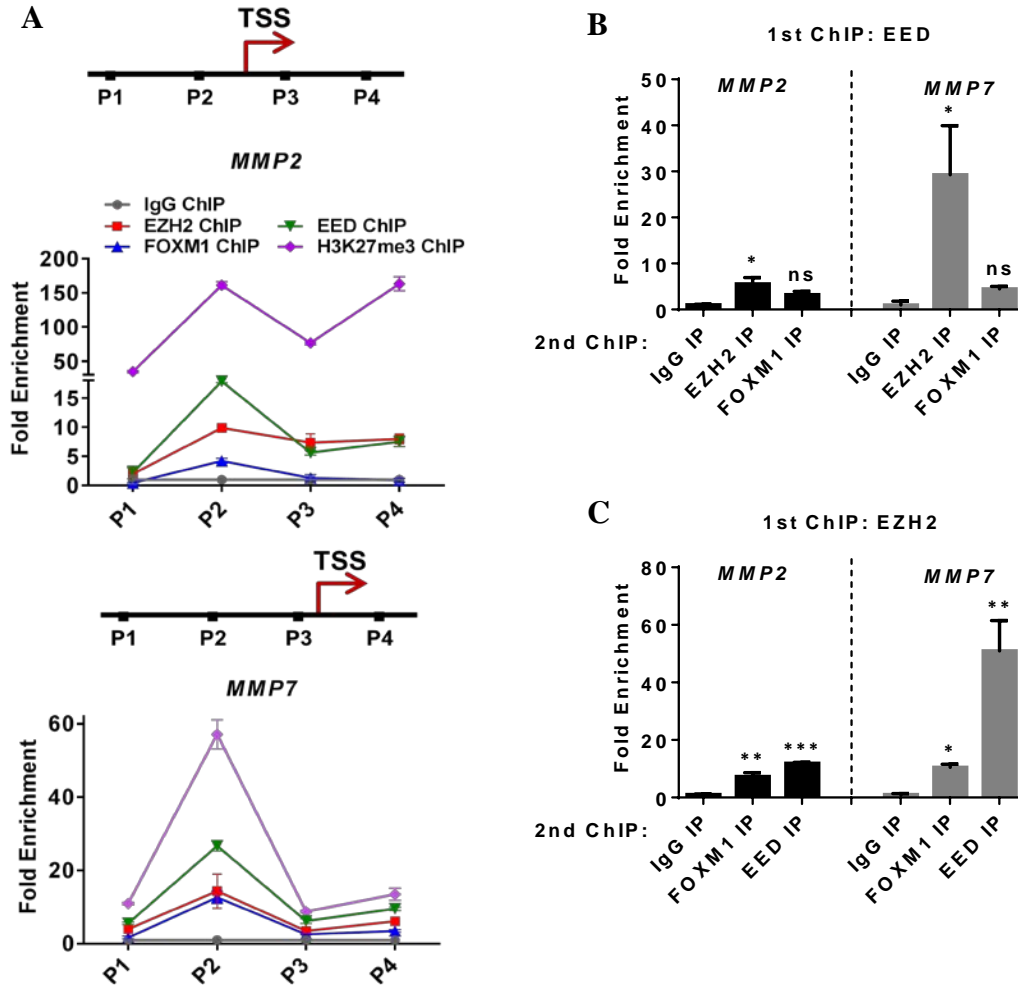 A
TSS
P1 P2 P3 P4
MMP2
IgG ChIP
EZH2 ChIP
EED ChIP
FOXM1 ChIP
H3K27me3 ChIP
Fold Enrichment
200
150
100
50
15
10
5
0
P1 P2 P3 P4
TSS
P1 P2 P3 P4
MMP7
Fold Enrichment
60
40
20
0
P1 P2 P3 P4
B
1st ChIP: EED
MMP2
MMP7
Fold Enrichment
50
40
30
20
10
0
*
ns
*
ns
2nd ChIP:
IgG IP
EZH2 IP
FOXM1 IP
IgG IP
EZH2 IP
FOXM1 IP
C
1st ChIP: EZH2
MMP2
MMP7
Fold Enrichment
80
60
40
20
0
**
***
*
**
2nd ChIP:
IgG IP
FOXM1 IP
EED IP
IgG IP
FOXM1 IP
EED IP